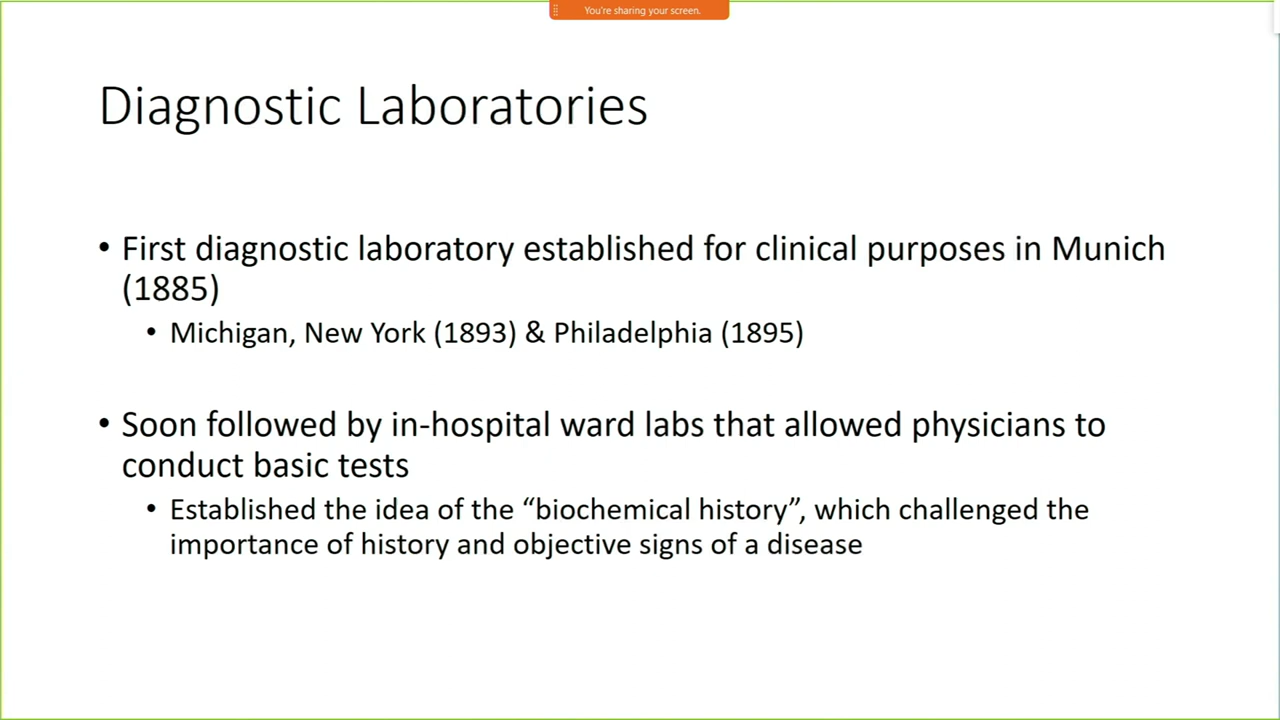 You're sharing your screen.
Diagnostic Laboratories
• First diagnostic laboratory established for clinical purposes in Munich
(1885)
• Michigan, New York (1893) & Philadelphia (1895)
• Soon followed by in-hospital ward labs that allowed physicians to
conduct basic tests
• Established the idea of the “biochemical history”, which challenged the
importance of history and objective signs of a disease